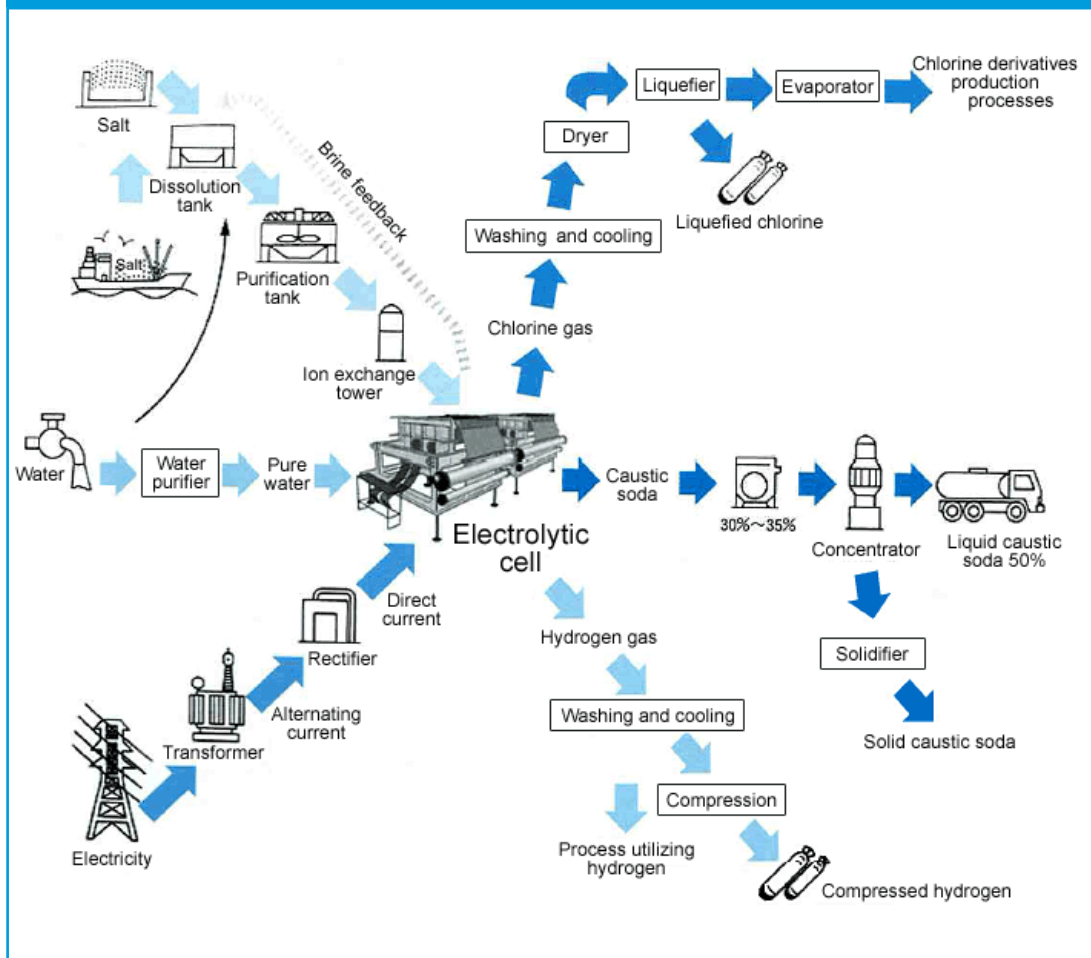 Salt
Dissolution
tank
Salt
Purification
tank
Ion exchange
tower
Brine feedback
Water
Water
purifier
Pure
water
Electrolytic
cell
Electricity
Transformer
Alternating
current
Rectifier
Direct
current
Chlorine gas
Washing and cooling
Dryer
Liquefier
Evaporator
Chlorine derivatives
production
processes
Liquefied chlorine
Caustic
soda
30%～35%
Concentrator
Liquid caustic
soda 50%
Solidifier
Solid caustic soda
Hydrogen gas
Washing and cooling
Compression
Process utilizing
hydrogen
Compressed hydrogen